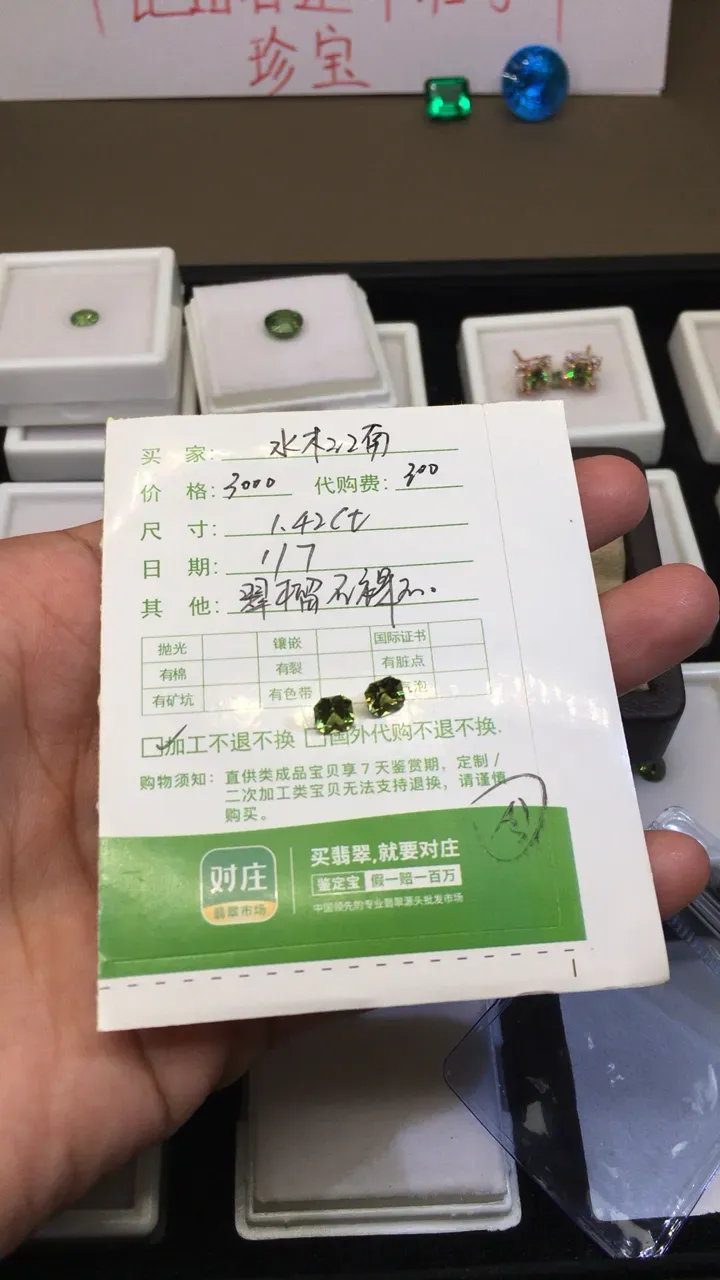 珍宝
买 家: 水木2,2南
价 格: 3000 代购费: 300
尺 寸: 1.42ct
日 期: 1/7
其 他: 翠榴不裸石.
抛光 镶嵌 国际证书
有棉 有裂 有脏点
有矿坑 有色带 气泡
加工不退不换 国外代购不退不换.
购物须知: 直供类成品宝贝享7天鉴赏期, 定制/
二次加工类宝贝无法支持退换, 请谨慎
购买。
对庄
翡翠市场
买翡翠,就要对庄
鉴定宝 假一赔一百万
中国领先的专业翡翠源头批发市场